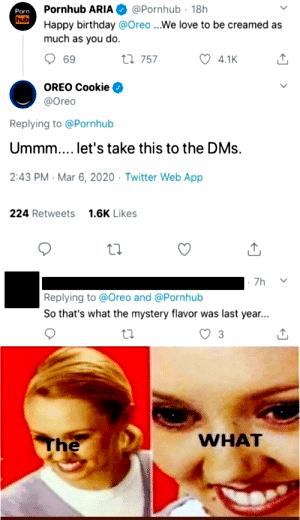 Porn
hub
Pornhub ARIA @Pornhub · 18h
Happy birthday @Oreo ...We love to be creamed as
much as you do.
69 757 4.1K
OREO Cookie
@Oreo
Replying to @Pornhub
Ummm.... let's take this to the DMs.
2:43 PM · Mar 6, 2020 · Twitter Web App
224 Retweets 1.6K Likes
· 7h
Replying to @Oreo and @Pornhub
So that's what the mystery flavor was last year...
3
The WHAT